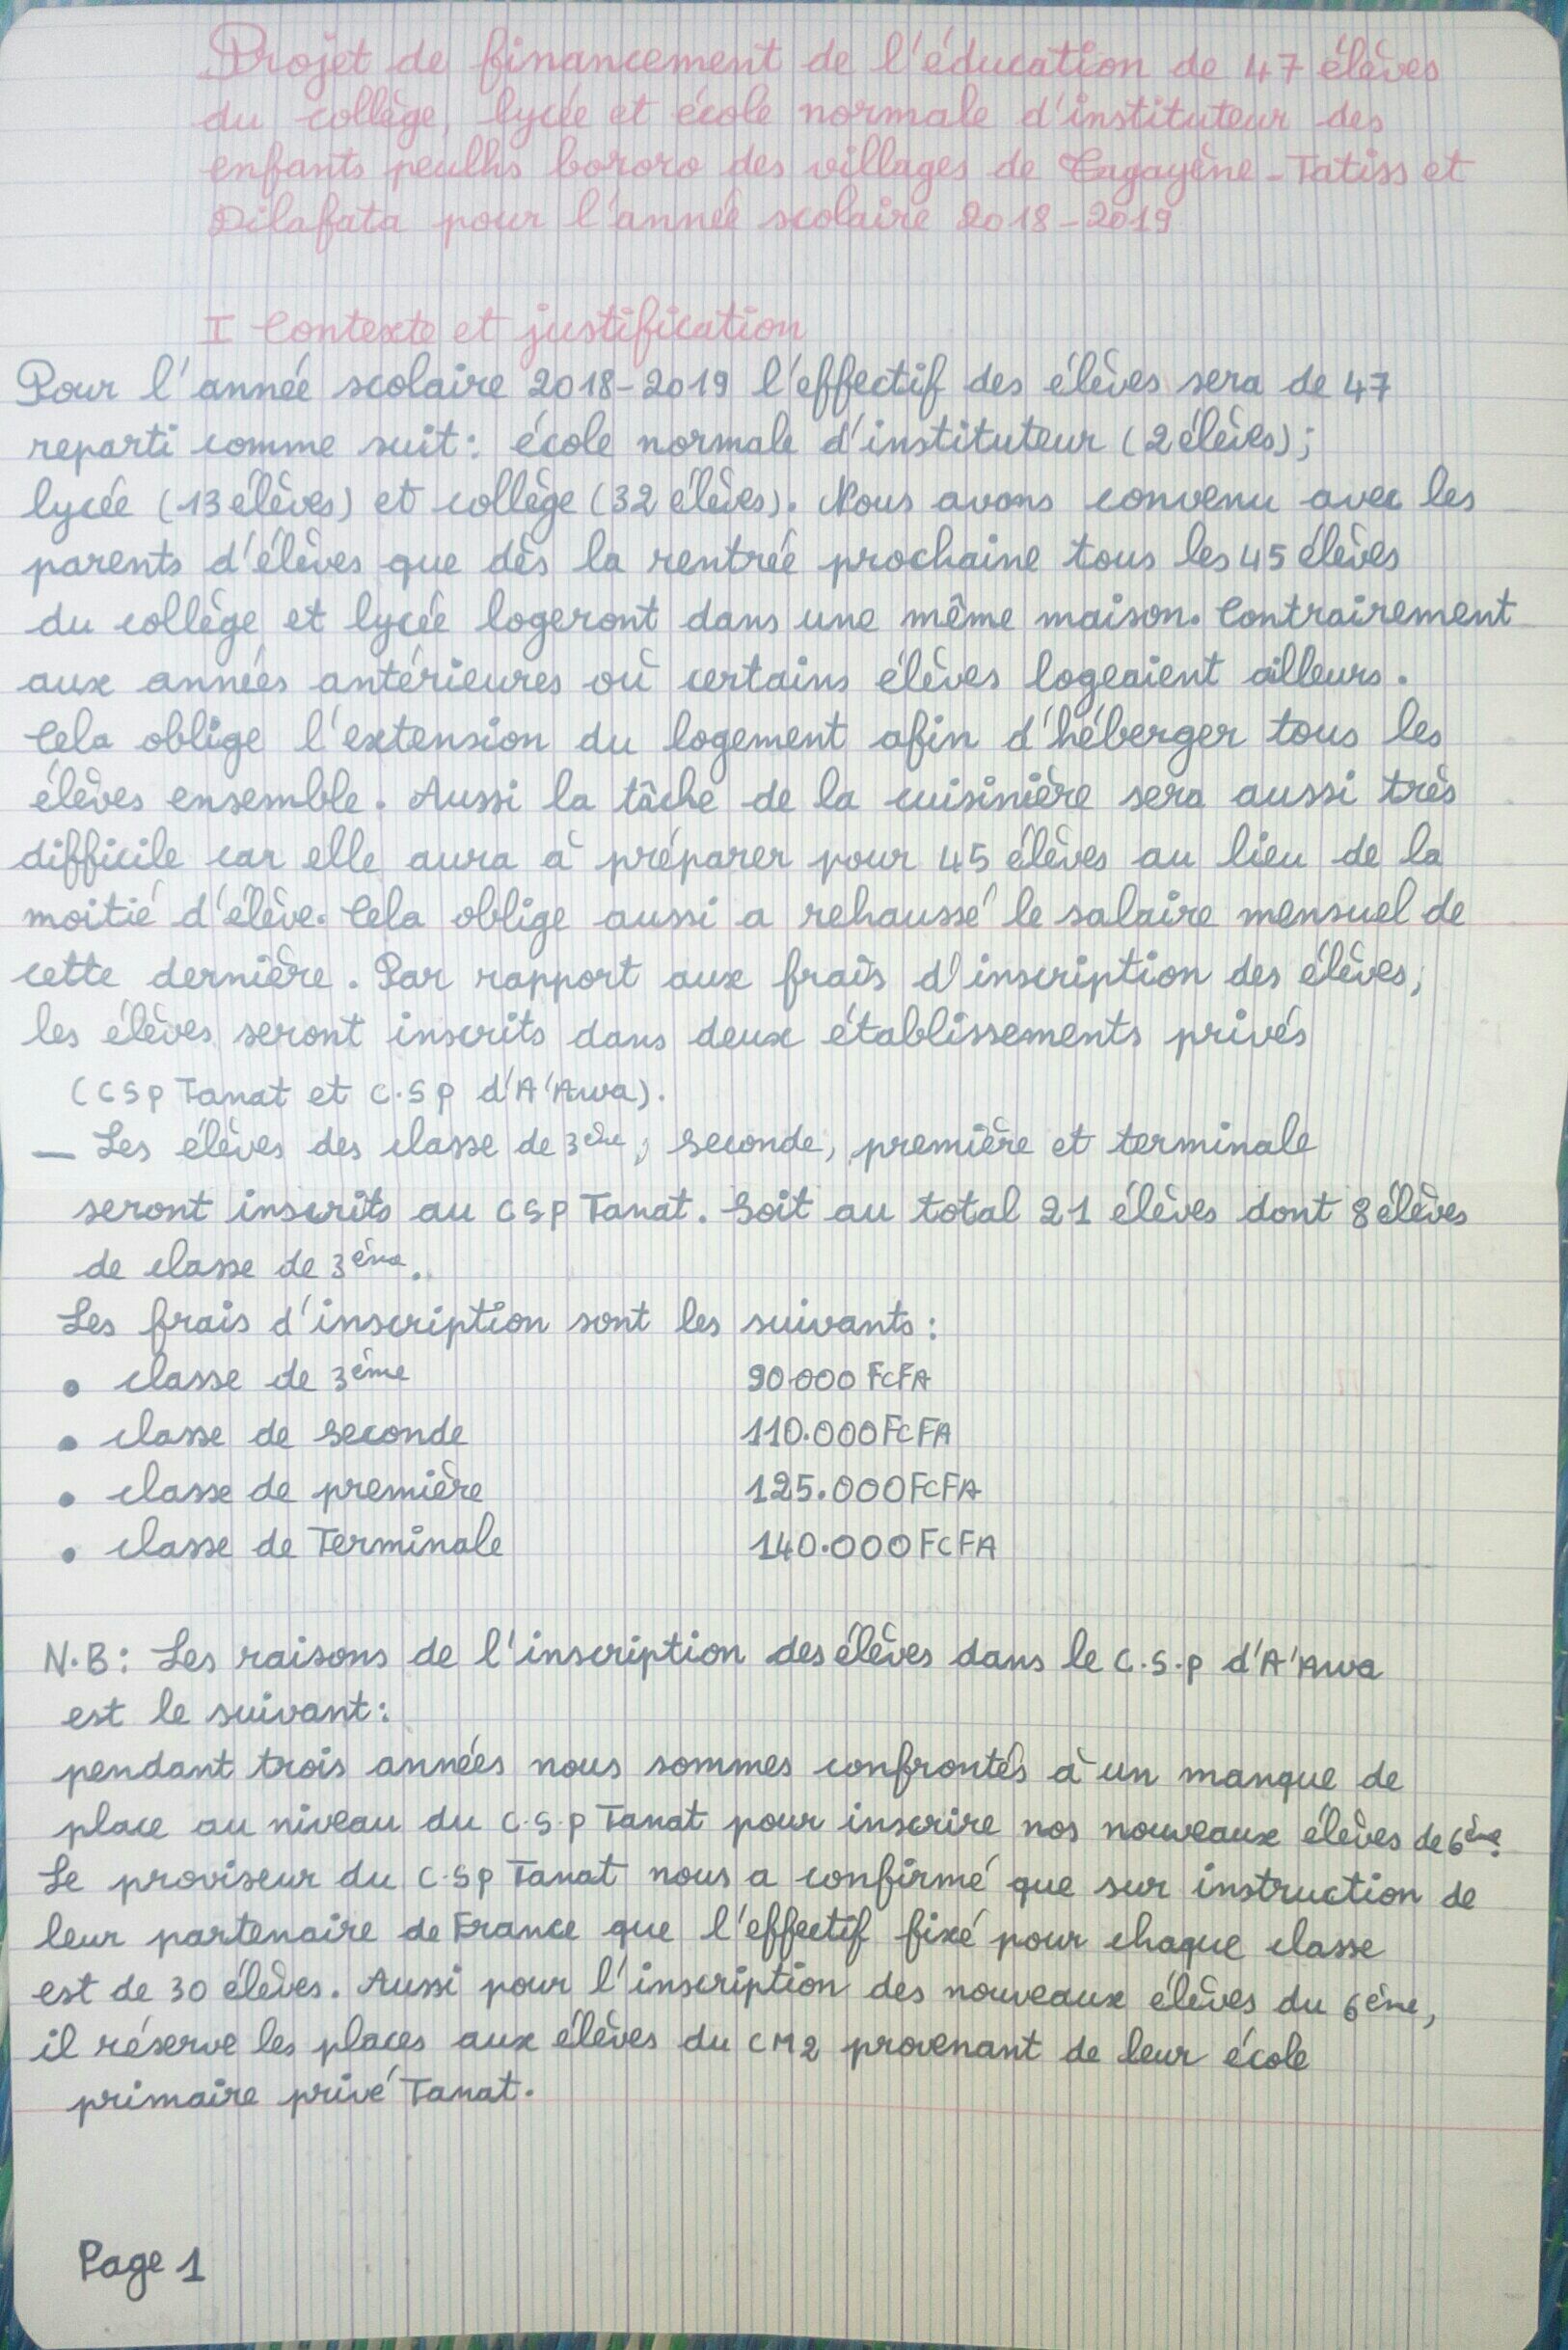 Projet de financement de l'éducation de 47 élèves
du collège, lycée et école normale d'instituteur des
enfants peulhs bororo des villages de Tagayène-Tatiss et
Dilafata pour l'année scolaire 2018-2019
I Contexte et justification
Pour l'année scolaire 2018-2019 l'effectif des élèves sera de 47
reparti comme suit: école normale d'instituteur (2 élèves);
lycée (13 élèves) et collège (32 élèves). Nous avons convenu avec les
parents d'élèves que dès la rentrée prochaine tous les 45 élèves
du collège et lycée logeront dans une même maison. Contrairement
aux années antérieures où certains élèves logeaient ailleurs.
Cela oblige l'extension du logement afin d'héberger tous les
élèves ensemble. Aussi la tâche de la cuisinière sera aussi très
difficile car elle aura à préparer pour 45 élèves au lieu de la
moitié d'élève. Cela oblige aussi a rehaussé le salaire mensuel de
cette dernière. Par rapport aux frais d'inscription des élèves,
les élèves seront inscrits dans deux établissements privés
(CSP Tanat et C.S P d'A'Awa).
— Les élèves des classe de 3ème, seconde, première et terminale
seront inscrits au CSP Tanat. Soit au total 21 élèves dont 8 élèves
de classe de 3ème.
Les frais d'inscription sont les suivants:
• classe de 3ème 90000 FCFA
• classe de seconde 110.000 FCFA
• classe de première 125.000 FCFA
• classe de Terminale 140.000 FCFA
N.B: Les raisons de l'inscription des élèves dans le C.S.P d'A'Awa
est le suivant:
pendant trois années nous sommes confrontés à un manque de
place au niveau du C.S.P Tanat pour inscrire nos nouveaux élèves de 6ème.
Le proviseur du C.SP Tanat nous a confirmé que sur instruction de
leur partenaire de France que l'effectif fixé pour chaque classe
est de 30 élèves. Aussi pour l'inscription des nouveaux élèves du 6ème,
il réserve les places aux élèves du CM2 provenant de leur école
primaire privé Tanat.
Page 1